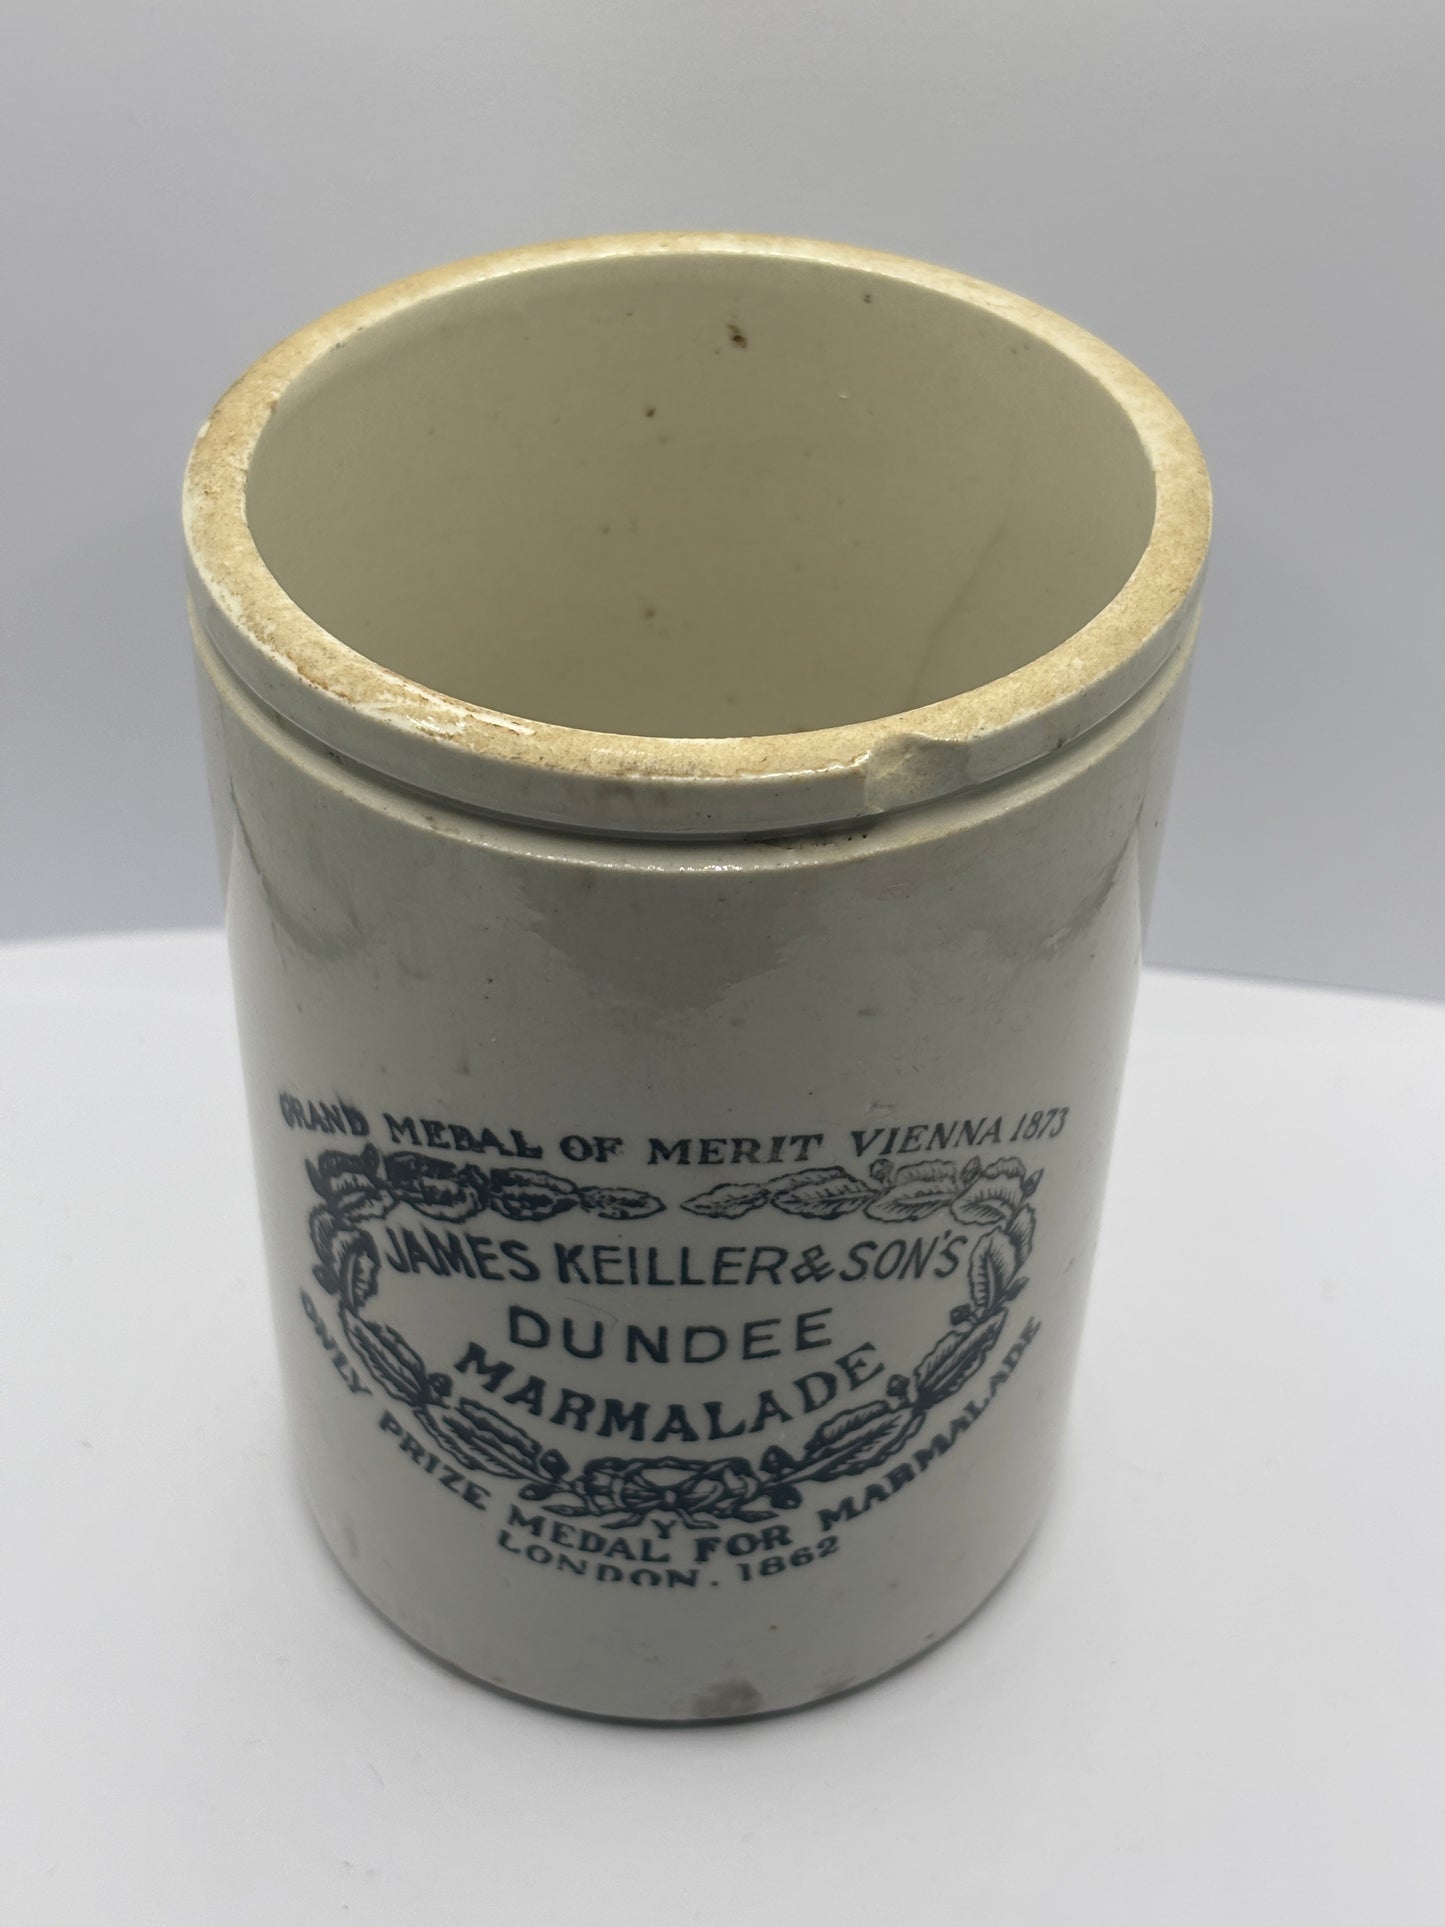 GRAND MEDAL OF MERIT VIENNA 1873
JAMES KEILLER & SON'S
DUNDEE
MARMALADE
ONLY PRIZE MEDAL FOR MARMALADE
Y
LONDON. 1862